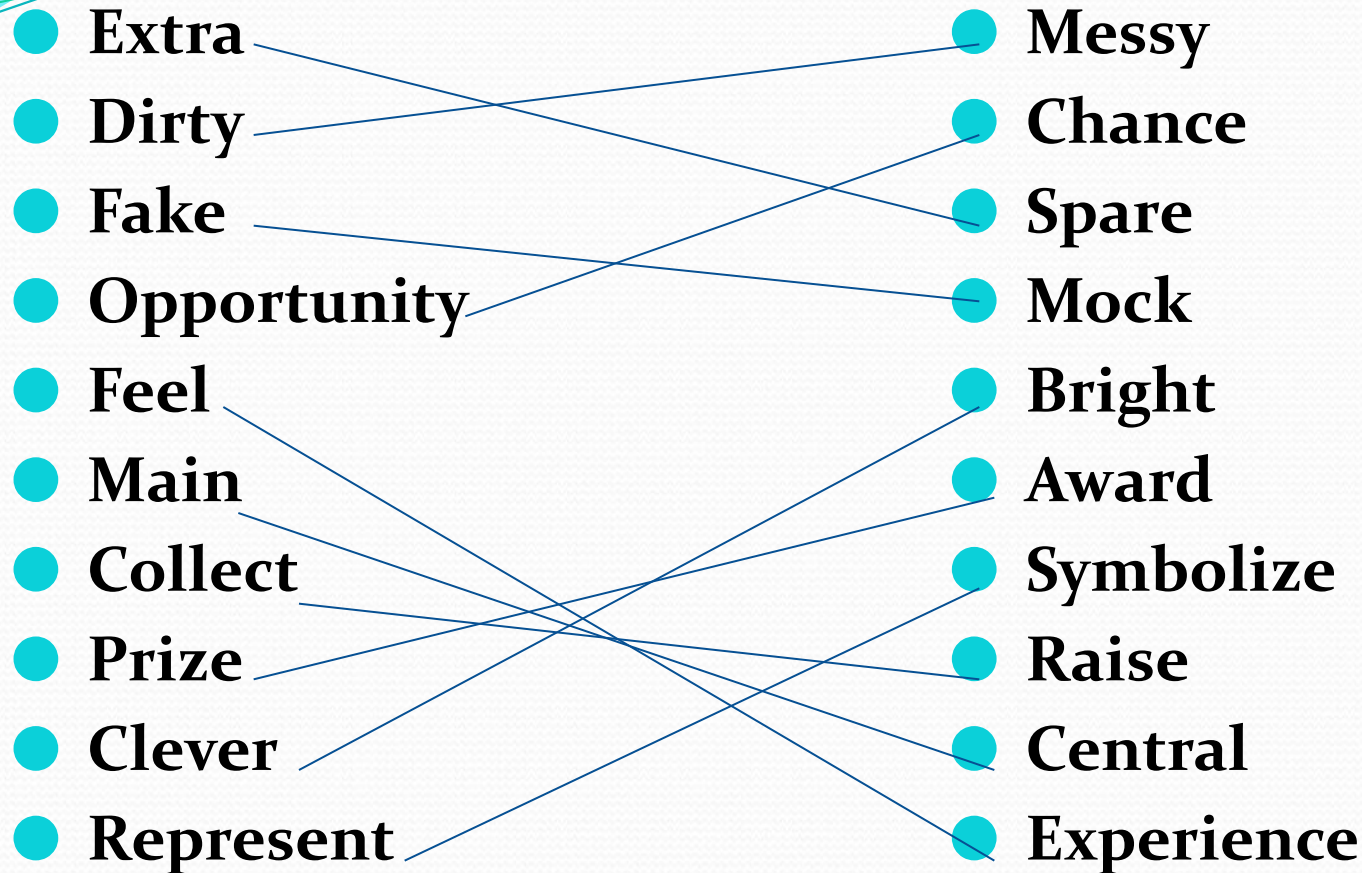 Extra
Dirty
Fake
Opportunity
Feel
Main
Collect
Prize
Clever
Represent
Messy
Chance
Spare
Mock
Bright
Award
Symbolize
Raise
Central
Experience